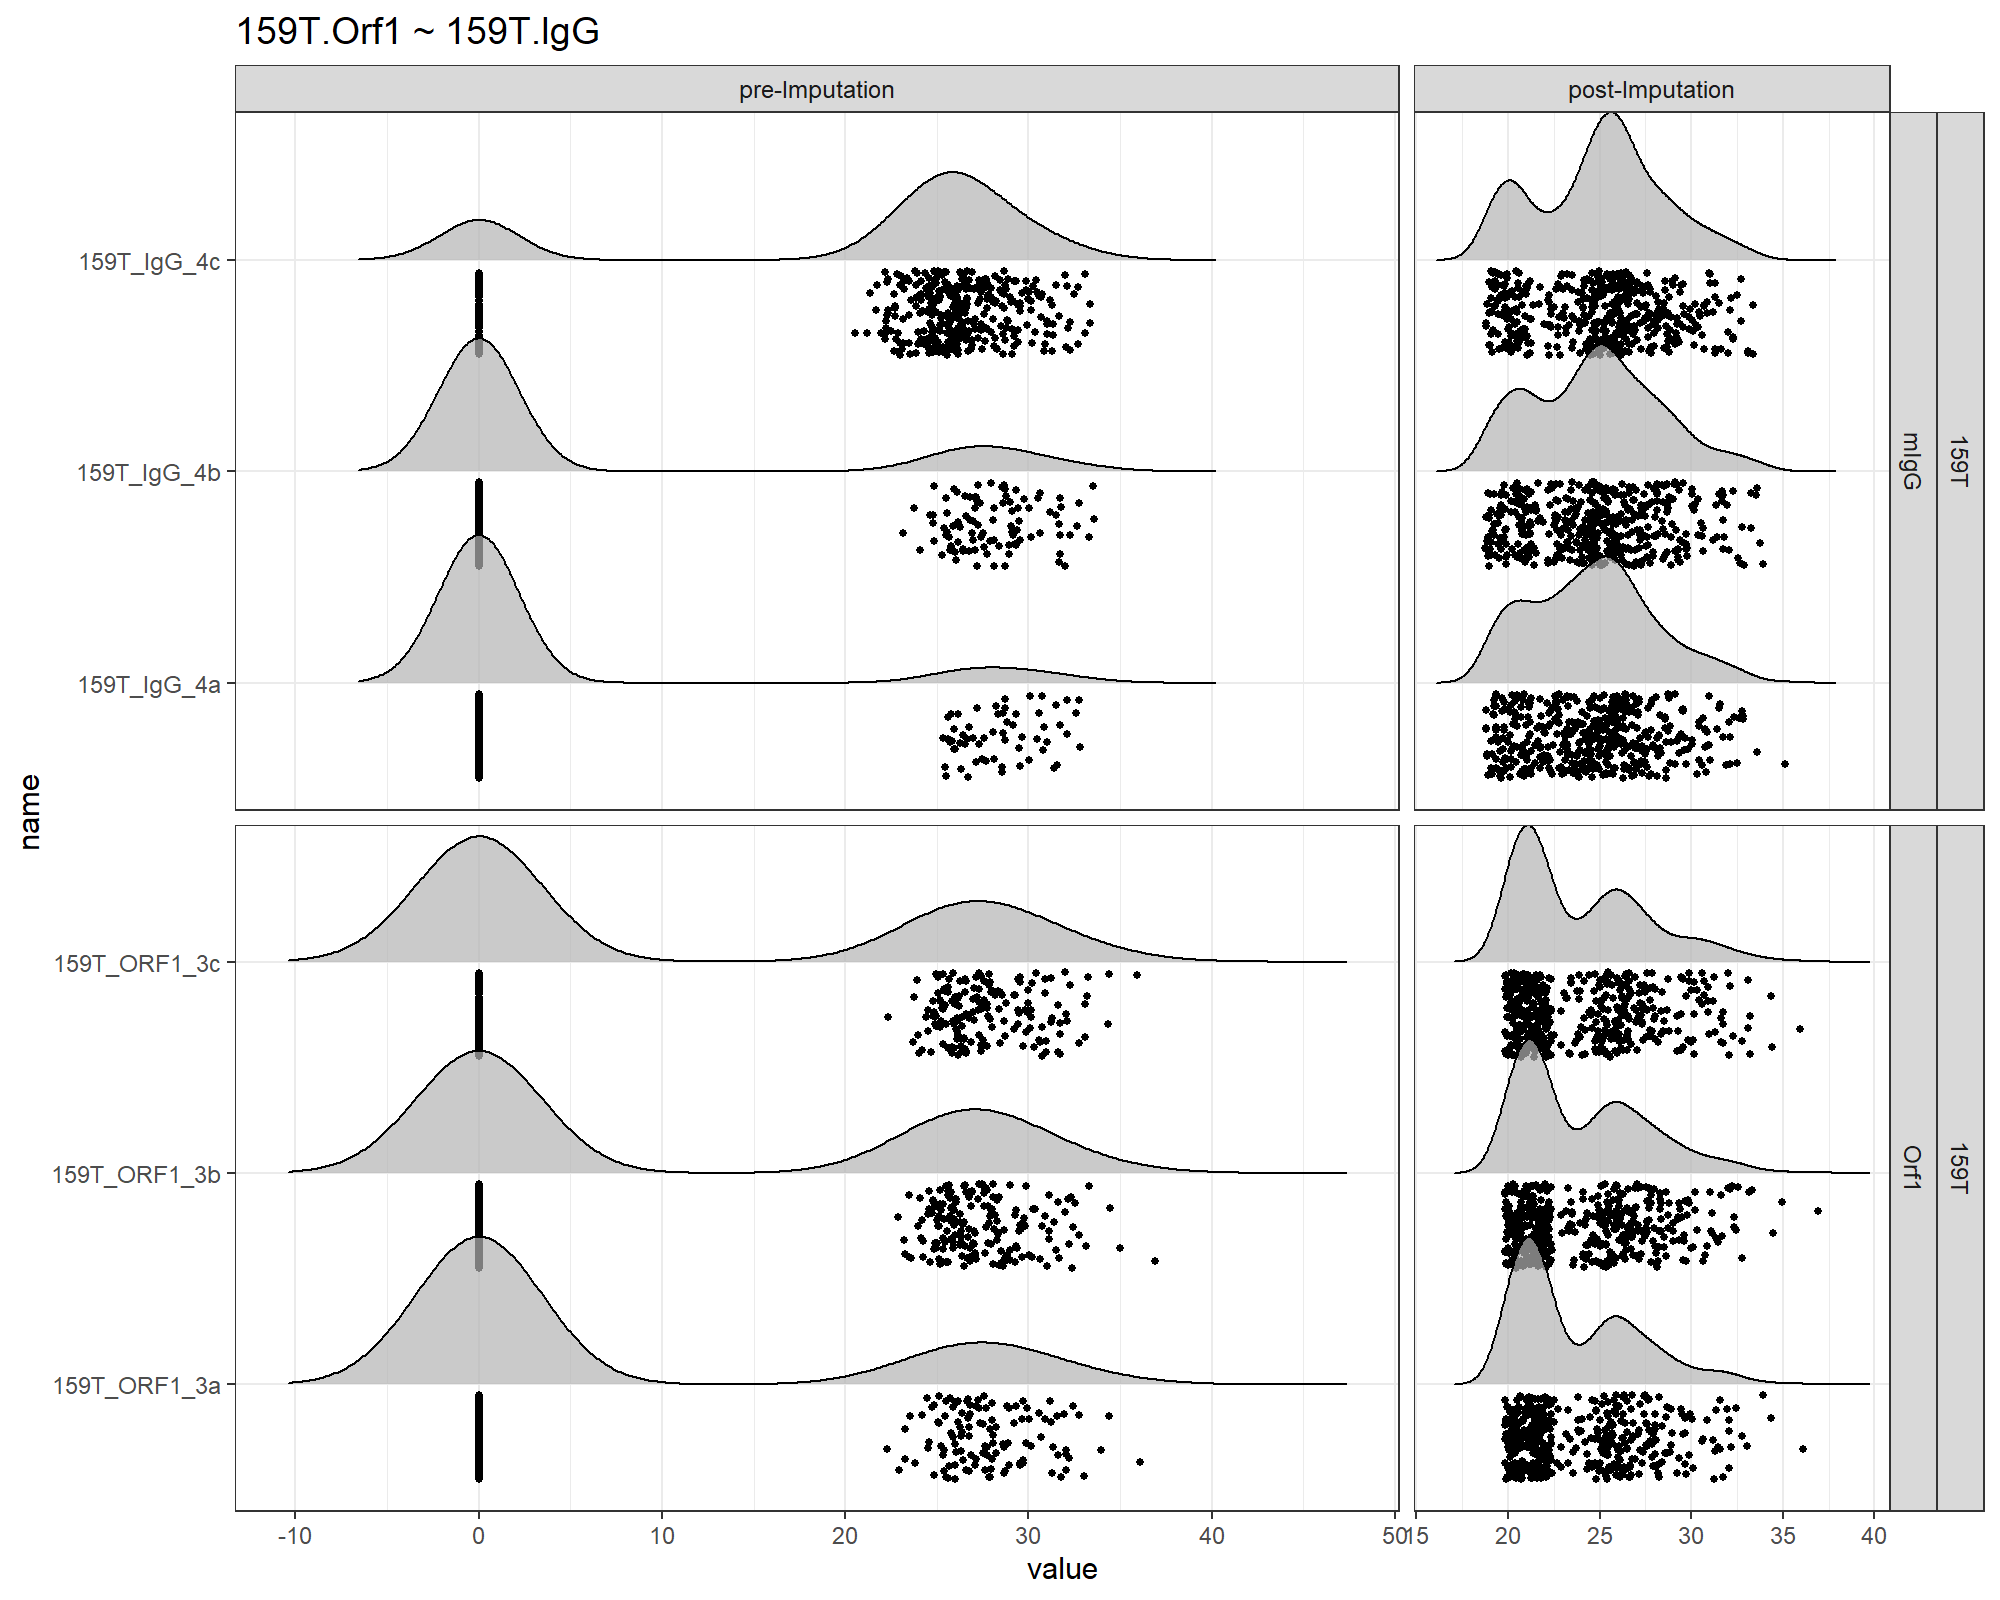 159T.Orf1 ~ 159T.IgG
pre-Imputation
post-Imputation
159T_IgG_4c
159T_IgG_4b
159T_IgG_4a
mIgG
159T
name
159T_ORF1_3c
159T_ORF1_3b
159T_ORF1_3a
Orf1
159T
-10 0 10 20 30 40 50
15 20 25 30 35 40
value